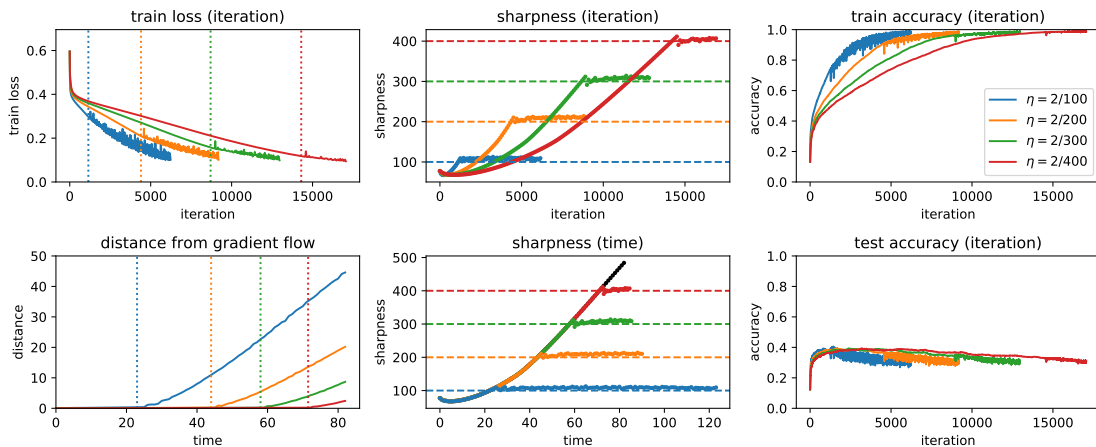 train loss (iteration)
train loss
0.6
0.4
0.2
0.0
0
5000
10000
15000
iteration
sharpness (iteration)
sharpness
400
300
200
100
0
5000
10000
15000
iteration
train accuracy (iteration)
accuracy
1.0
0.8
0.6
0.4
0.2
0.0
η = 2/100
η = 2/200
η = 2/300
η = 2/400
0
5000
10000
15000
iteration
distance from gradient flow
distance
50
40
30
20
10
0
0
20
40
60
80
time
sharpness (time)
sharpness
500
400
300
200
100
0
20
40
60
80
100
120
time
test accuracy (iteration)
accuracy
1.0
0.8
0.6
0.4
0.2
0.0
0
5000
10000
15000
iteration